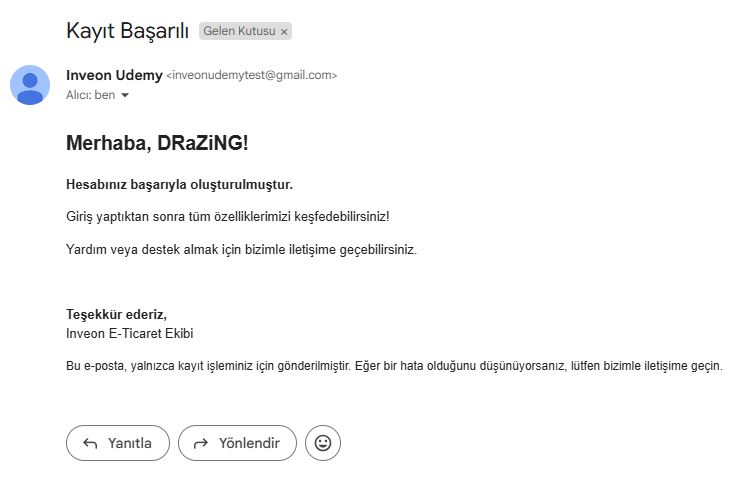 Kayıt Başarılı Gelen Kutusu ×
Inveon Udemy <inveonudemytest@gmail.com>
Alıcı: ben
Merhaba, DRaZiNG!
Hesabınız başarıyla oluşturulmuştur.
Giriş yaptıktan sonra tüm özelliklerimizi keşfedebilirsiniz!
Yardım veya destek almak için bizimle iletişime geçebilirsiniz.
Teşekkür ederiz,
Inveon E-Ticaret Ekibi
Bu e-posta, yalnızca kayıt işleminiz için gönderilmiştir. Eğer bir hata olduğunu düşünüyorsanız, lütfen bizimle iletişime geçin.
Yanıtla Yönlendir